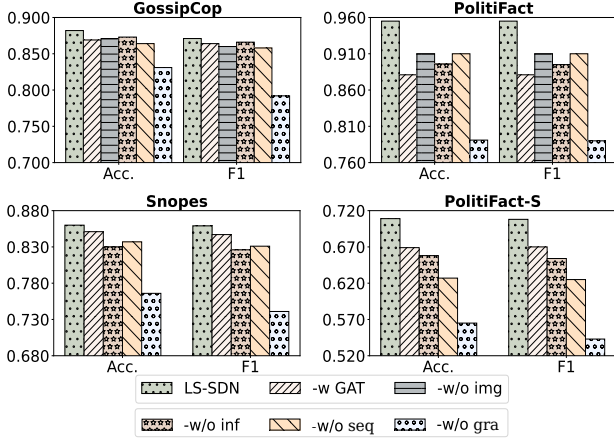 GossipCop
0.900
0.850
0.800
0.750
0.700
Acc. F1
PolitiFact
0.960
0.910
0.860
0.810
0.760
Acc. F1
Snopes
0.880
0.830
0.780
0.730
0.680
Acc. F1
PolitiFact-S
0.720
0.670
0.620
0.570
0.520
Acc. F1
LS-SDN -w GAT -w/o img
-w/o inf -w/o seq -w/o gra